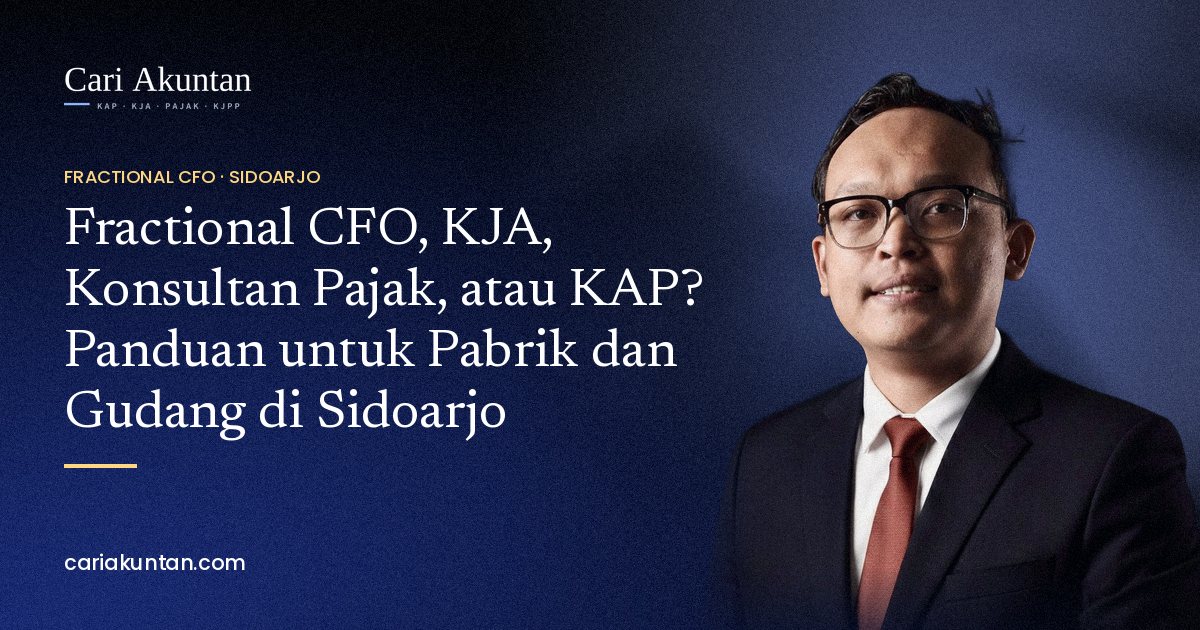 Cari Akuntan
KAP · KJA · PAJAK · KJPP
FRACTIONAL CFO · SIDOARJO
Fractional CFO, KJA,
Konsultan Pajak, atau KAP?
Panduan untuk Pabrik dan
Gudang di Sidoarjo
cariakuntan.com